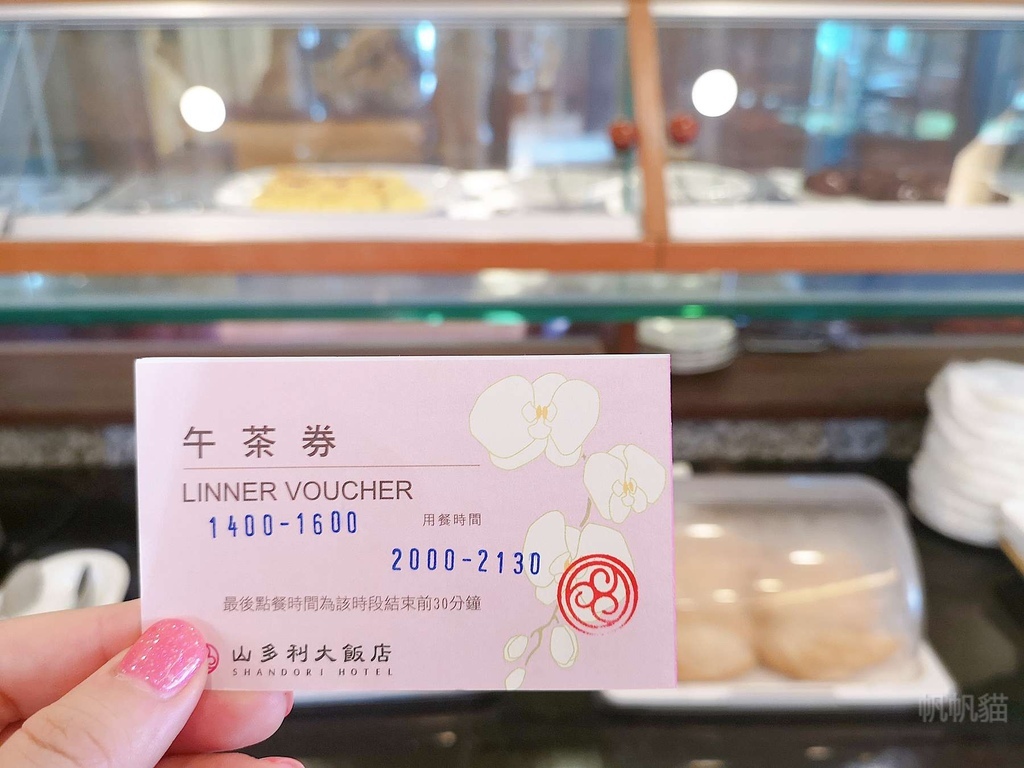 午茶券
LINNER VOUCHER
1400-1600
用餐時間
2000-2130
最後點餐時間為該時段結束前30分鐘
山多利大飯店
SHANDORI HOTEL
帆帆貓